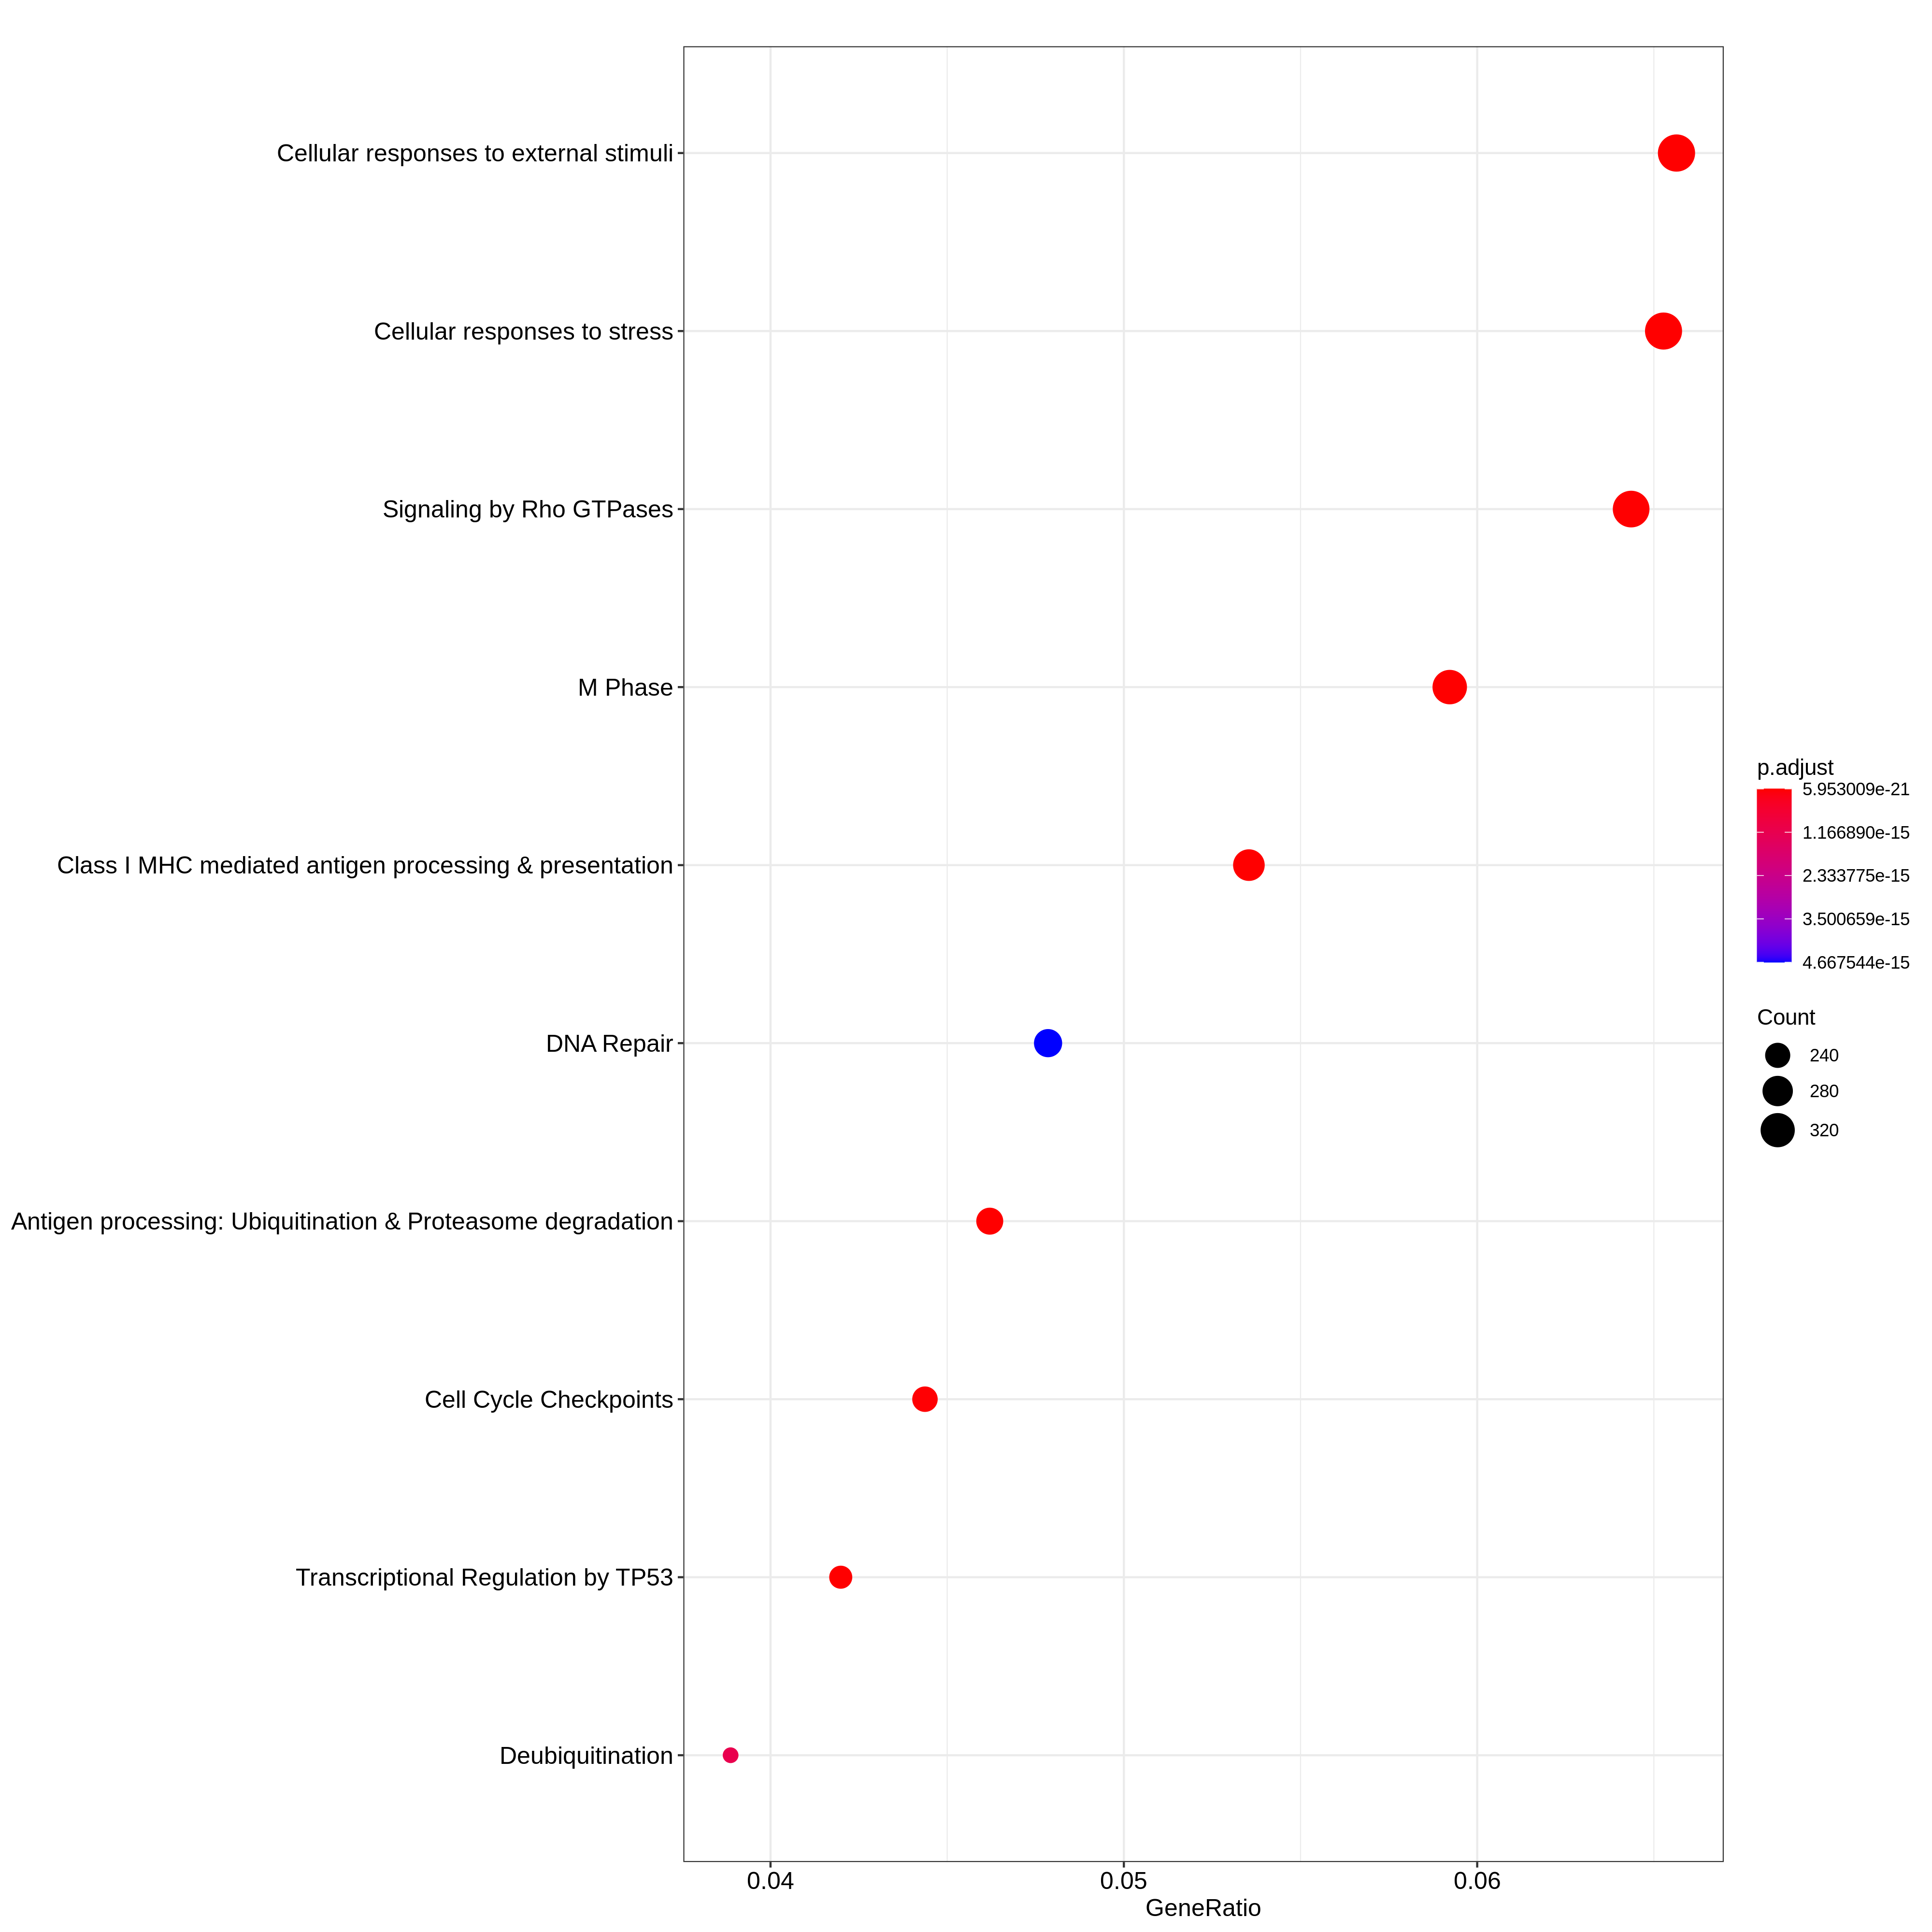 Cellular responses to external stimuli
Cellular responses to stress
Signaling by Rho GTPases
M Phase
Class I MHC mediated antigen processing & presentation
DNA Repair
Antigen processing: Ubiquitination & Proteasome degradation
Cell Cycle Checkpoints
Transcriptional Regulation by TP53
Deubiquitination
0.04
0.05
0.06
GeneRatio
p.adjust
5.953009e-21
1.166890e-15
2.333775e-15
3.500659e-15
4.667544e-15
Count
240
280
320